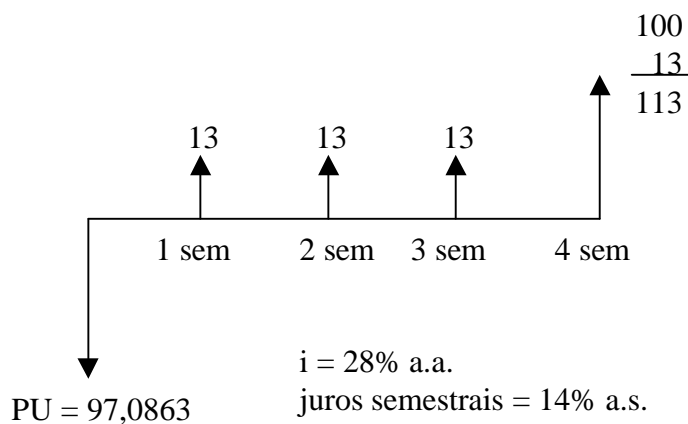 100
13
113
13 13 13
1 sem 2 sem 3 sem 4 sem
i = 28% a.a.
juros semestrais = 14% a.s.
PU = 97,0863